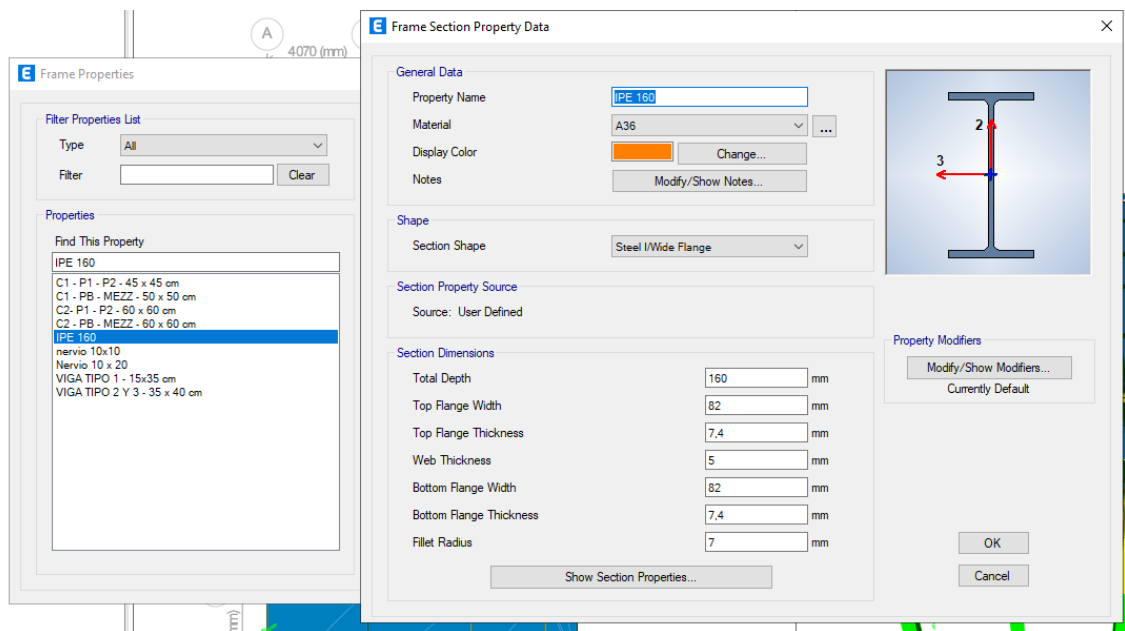 A
4070 (mm)
E Frame Properties
Filter Properties List
Type All
Filter Clear
Properties
Find This Property
IPE 160
C1 - P1 - P2 - 45 x 45 cm
C1 - PB - MEZZ - 50 x 50 cm
C2- P1 - P2 - 60 x 60 cm
C2 - PB - MEZZ - 60 x 60 cm
IPE 160
nervio 10x10
Nervio 10 x 20
VIGA TIPO 1 - 15x35 cm
VIGA TIPO 2 Y 3 - 35 x 40 cm
mm)
E Frame Section Property Data
General Data
Property Name IPE 160
Material A36 ...
Display Color Change...
Notes Modify/Show Notes...
Shape
Section Shape Steel I/Wide Flange
Section Property Source
Source: User Defined
Section Dimensions
Total Depth 160 mm
Top Flange Width 82 mm
Top Flange Thickness 7,4 mm
Web Thickness 5 mm
Bottom Flange Width 82 mm
Bottom Flange Thickness 7,4 mm
Fillet Radius 7 mm
Show Section Properties...
2
3
Property Modifiers
Modify/Show Modifiers...
Currently Default
OK
Cancel